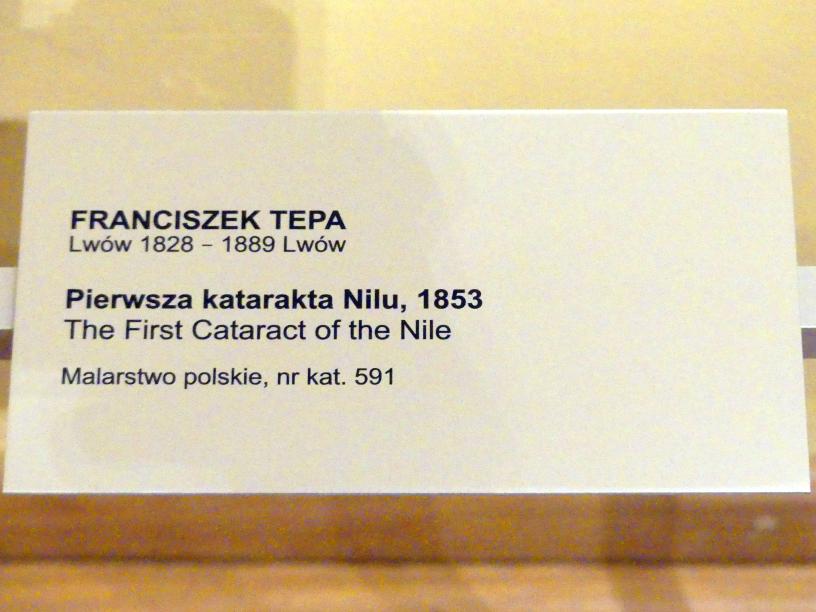 FRANCISZEK TEPA
Lwów 1828 – 1889 Lwów
Pierwsza katarakta Nilu, 1853
The First Cataract of the Nile
Malarstwo polskie, nr kat. 591